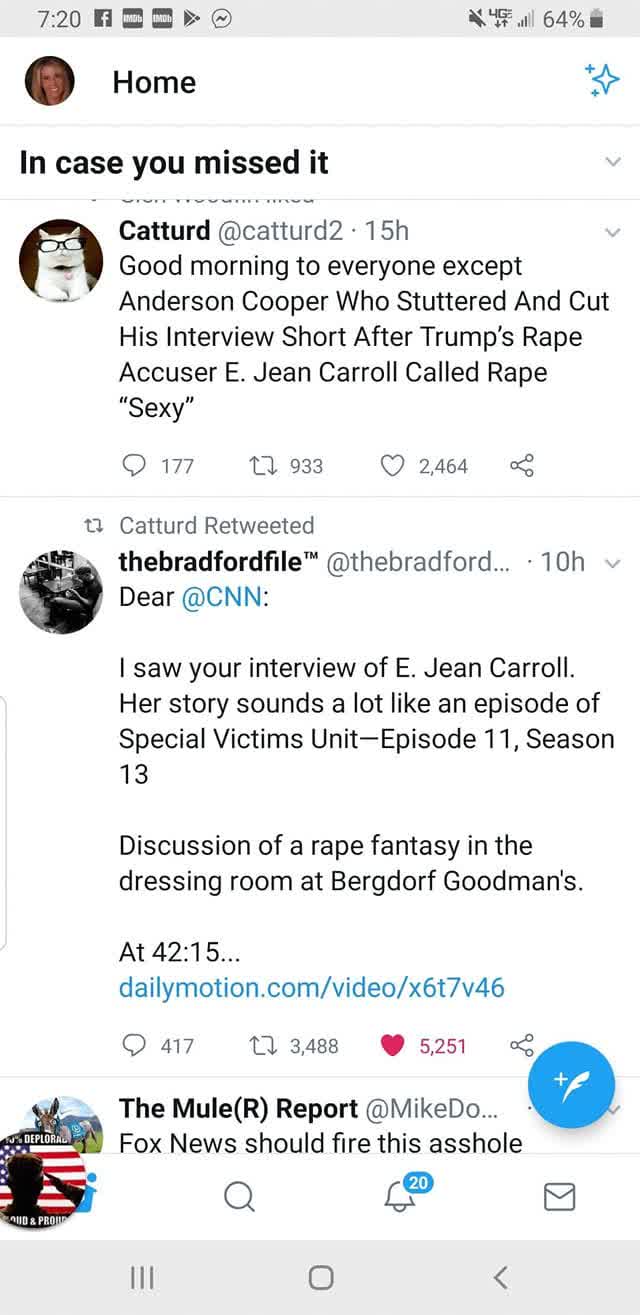 7:20
IMDb IMDb
4GE
64%
Home
In case you missed it
Catturd @catturd2 · 15h
Good morning to everyone except
Anderson Cooper Who Stuttered And Cut
His Interview Short After Trump's Rape
Accuser E. Jean Carroll Called Rape
“Sexy”
177 933 2,464
Catturd Retweeted
thebradfordfile™ @thebradford... · 10h
Dear @CNN:
I saw your interview of E. Jean Carroll.
Her story sounds a lot like an episode of
Special Victims Unit—Episode 11, Season
13
Discussion of a rape fantasy in the
dressing room at Bergdorf Goodman's.
At 42:15...
dailymotion.com/video/x6t7v46
417 3,488 5,251
The Mule(R) Report @MikeDo... ·
Fox News should fire this asshole
DEPLORAB
OUD & PROUD
20